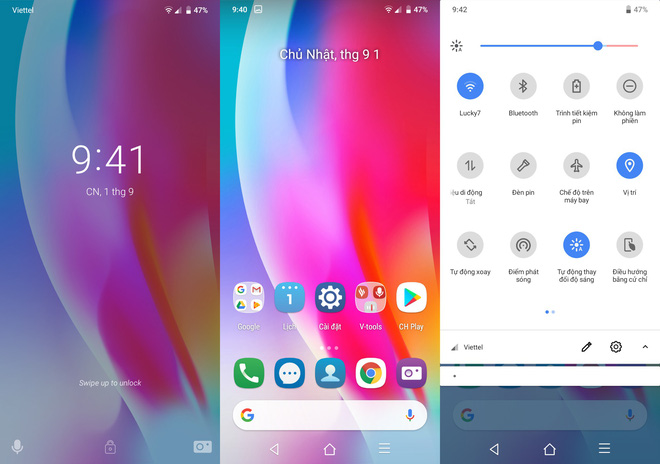 Viettel
47%
9:41
CN, 1 thg 9
Swipe up to unlock
9:40
47%
Chủ Nhật, thg 9 1
1
Google
Lịch
Cài đặt
V-tools
CH Play
9:42
47%
Lucky7
Bluetooth
Trình tiết kiệm
pin
Không làm
phiền
ệu di động
Tắt
Đèn pin
Chế độ trên
máy bay
Vị trí
Tự động xoay
Điểm phát
sóng
Tự động thay
đổi độ sáng
Điều hướng
bằng cử chỉ
Viettel